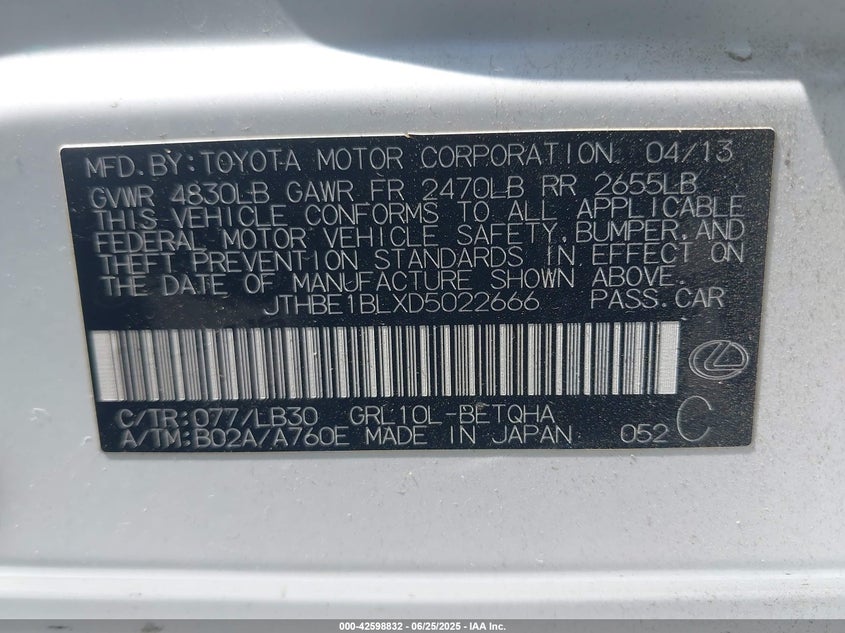 MFD.BY:TOYOTA MOTOR CORPORATION 04/13
GVWR 4830LB GAWR FR 2470LB RR 2655LB
THIS VEHICLE CONFORMS TO ALL APPLICABLE
FEDERAL MOTOR VEHICLE SAFETY,BUMPER,AND
THEFT PREVENTION STANDARDS IN EFFECT ON
THE DATE OF MANUFACTURE SHOWN ABOVE.
JTHBE1BLXD5022666 PASS.CAR
C/TR:077/LB30 GRL10L-BETQHA
A/TM:B02A/A760E MADE IN JAPAN 052 C
000-42598832 / 06/25/2025 - IAA Inc.